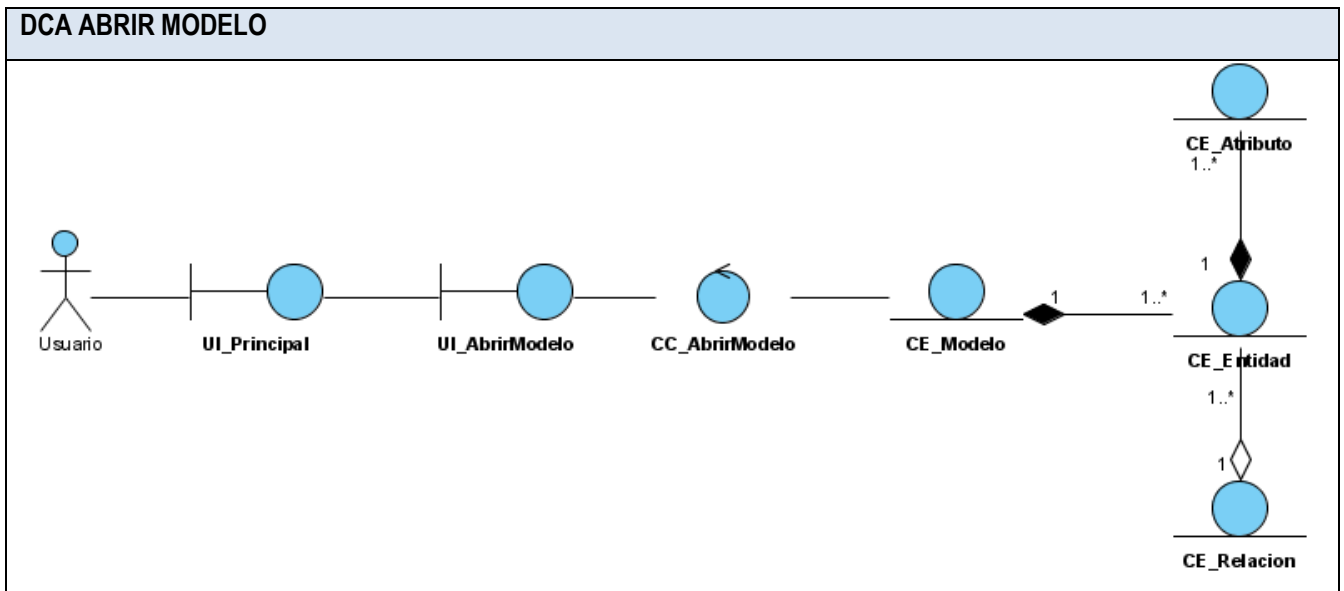 DCA ABRIR MODELO
CE_Atributo
1..*
1
Usuario
UI_Principal
UI_AbrirModelo
CC_AbrirModelo
CE_Modelo
1
1..*
CE_Entidad
1..*
1
CE_Relacion